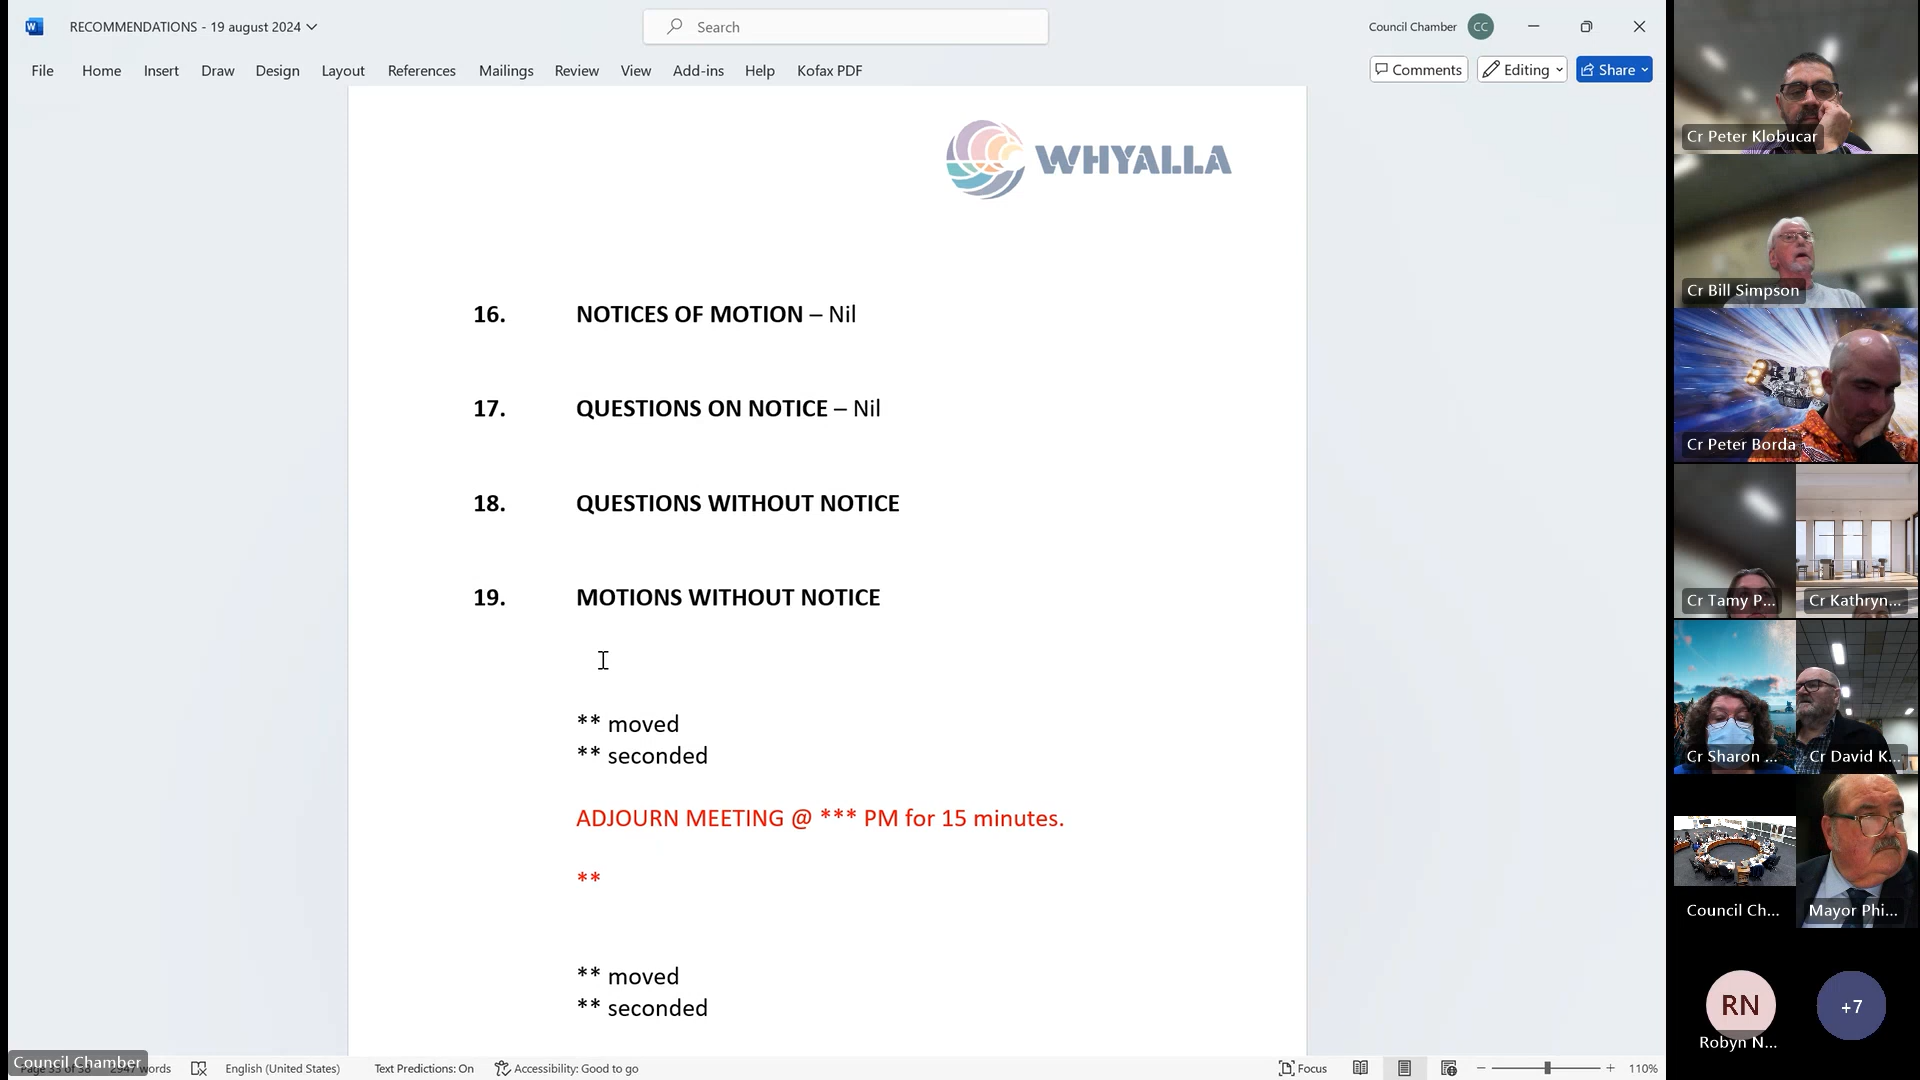 RECOMMENDATIONS - 19 august 2024
Search
Council Chamber
CC
File
Home
Insert
Draw
Design
Layout
References
Mailings
Review
View
Add-ins
Help
Kofax PDF
Comments
Editing
Share
WHYALLA
16. NOTICES OF MOTION – Nil
17. QUESTIONS ON NOTICE – Nil
18. QUESTIONS WITHOUT NOTICE
19. MOTIONS WITHOUT NOTICE
** moved
** seconded
ADJOURN MEETING @ *** PM for 15 minutes.
**
** moved
** seconded
Council Chamber
words
English (United States)
Text Predictions: On
Accessibility: Good to go
Focus
110%
Cr Peter Klobucar
Cr Bill Simpson
Cr Peter Borda
Cr Tamy P...
Cr Kathryn...
Cr Sharon ...
Cr David K...
Council Ch...
Mayor Phi...
RN
Robyn N...
+7